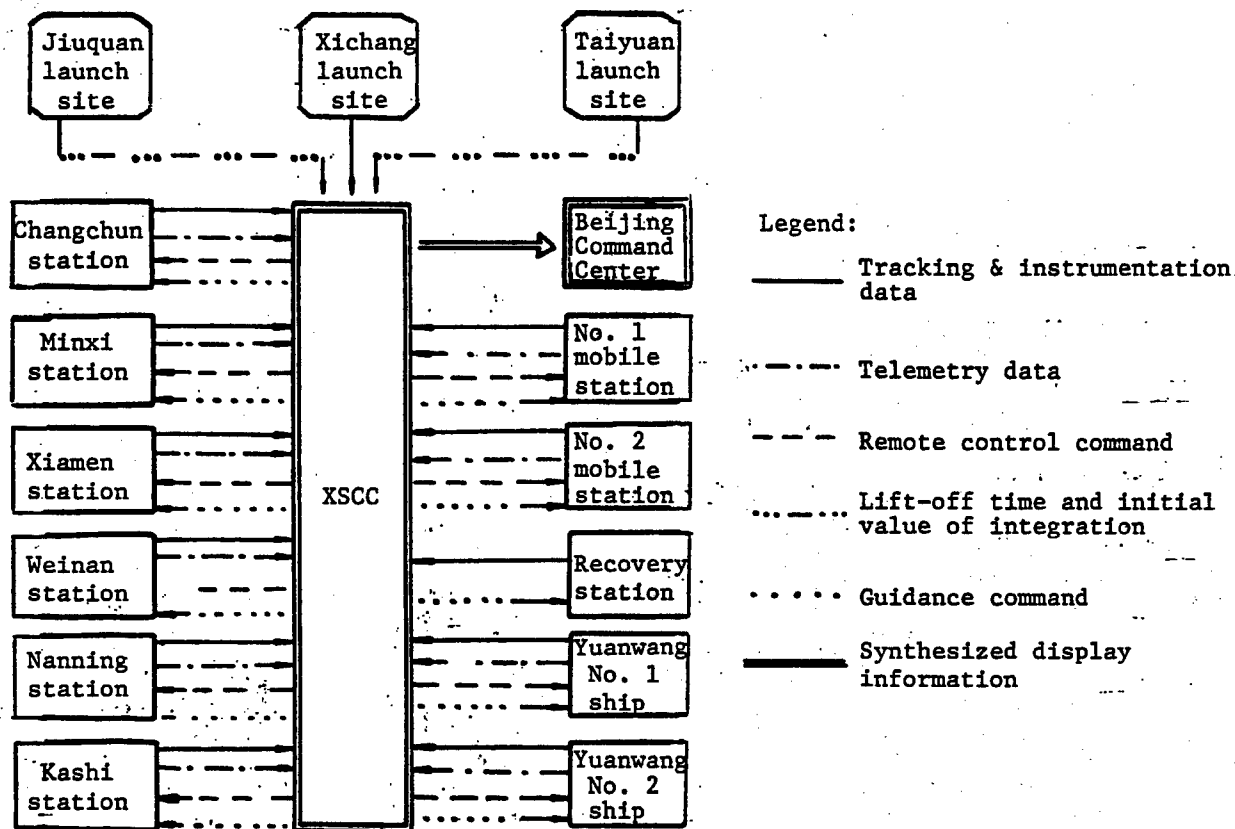 Jiuquan
launch
site
Xichang
launch
site
Taiyuan
launch
site
Changchun
station
Minxi
station
Xiamen
station
Weinan
station
Nanning
station
Kashi
station
XSCC
Beijing
Command
Center
No. 1
mobile
station
No. 2
mobile
station
Recovery
station
Yuanwang
No. 1
ship
Yuanwang
No. 2
ship
Legend:
Tracking & instrumentation
data
Telemetry data
Remote control command
Lift-off time and initial
value of integration
Guidance command
Synthesized display
information